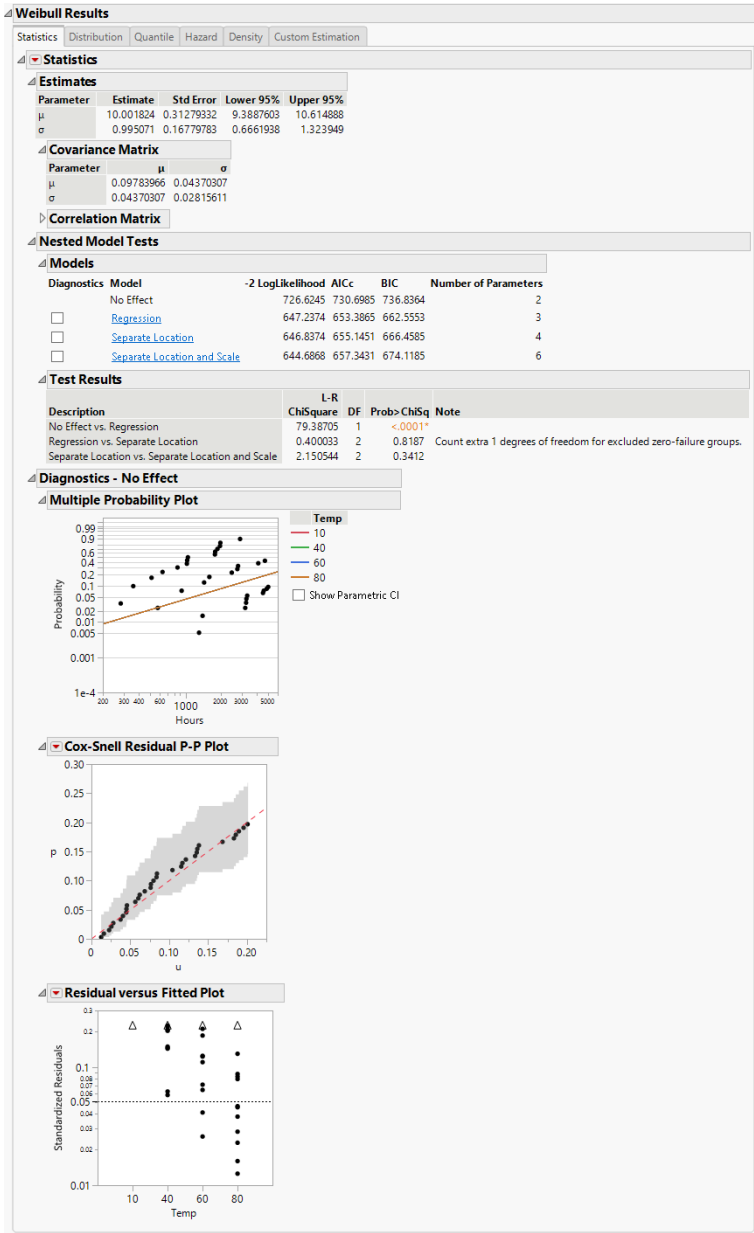 Weibull Results
Statistics Distribution Quantile Hazard Density Custom Estimation
Statistics
Estimates
Parameter Estimate Std Error Lower 95% Upper 95%
μ 10.001824 0.31279332 9.3887603 10.614888
σ 0.995071 0.16779783 0.6661938 1.323949
Covariance Matrix
Parameter μ σ
μ 0.09783966 0.04370307
σ 0.04370307 0.02815611
Correlation Matrix
Nested Model Tests
Models
Diagnostics Model -2 LogLikelihood AICc BIC Number of Parameters
No Effect 726.6245 730.6985 736.8364 2
Regression 647.2374 653.3865 662.5553 3
Separate Location 646.8374 655.1451 666.4585 4
Separate Location and Scale 644.6868 657.3431 674.1185 6
Test Results
L-R
Description ChiSquare DF Prob>ChiSq Note
No Effect vs. Regression 79.38705 1 <.0001*
Regression vs. Separate Location 0.400033 2 0.8187 Count extra 1 degrees of freedom for excluded zero-failure groups.
Separate Location vs. Separate Location and Scale 2.150544 2 0.3412
Diagnostics - No Effect
Multiple Probability Plot
Temp
10
40
60
80
Show Parametric CI
0.99
0.9
0.6
0.4
0.2
0.1
0.05
0.02
0.01
0.005
0.001
1e-4
Probability
200 300 400 600 1000 2000 3000 5000
Hours
Cox-Snell Residual P-P Plot
0.30
0.25
0.20
0.15
0.10
0.05
0
p
0 0.05 0.10 0.15 0.20
u
Residual versus Fitted Plot
0.3
0.2
0.1
0.08
0.07
0.06
0.05
0.04
0.03
0.02
0.01
Standardized Residuals
10 40 60 80
Temp